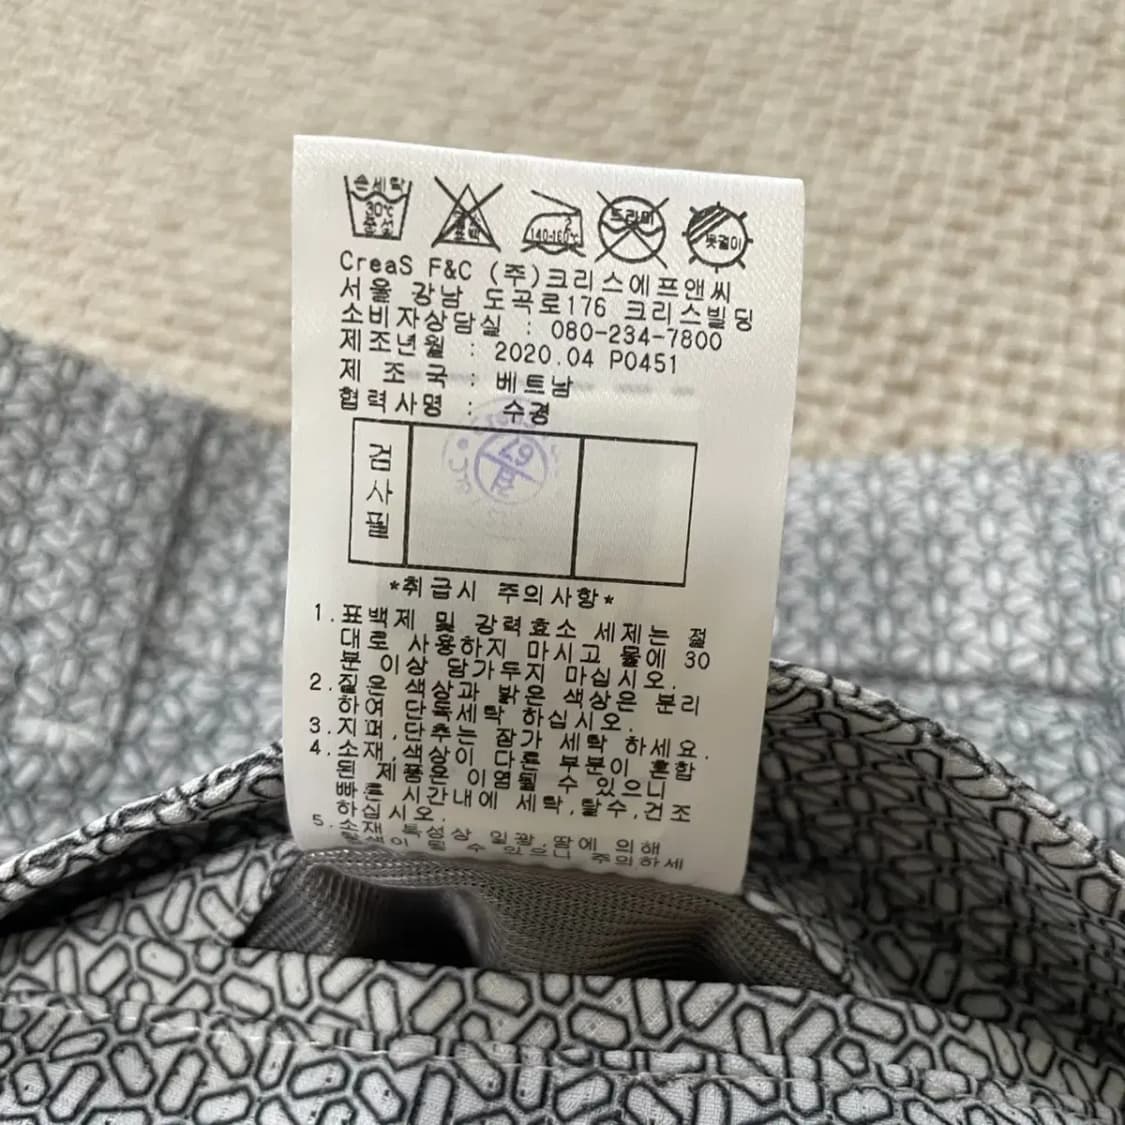 손세탁
30℃
중성
140-160℃
드라이
옷걸이
CreaS F&C (주)크리스에프앤씨
서울 강남 도곡로176 크리스빌딩
소비자상담실 : 080-234-7800
제조년월 : 2020.04 P0451
제 조 국 : 베트남
협력사명 : 수경
검
사
필
*취급시 주의사항*
1.표백제 및 강력효소 세제는 절
대로 사용하지 마시고 물에 30
분 이상 담가두지 마십시오.
2.짙은 색상과 밝은 색상은 분리
하여 단독세탁 하십시오.
3.지퍼,단추는 잠가 세탁 하세요.
4.소재,색상이 다른 부분이 혼합
된 제품은 이염될 수 있으니
빠른 시간내에 세탁,탈수,건조
하십시오.
5.소재 특성상 일광,땀에 의해
될 수 있으니 주의하세